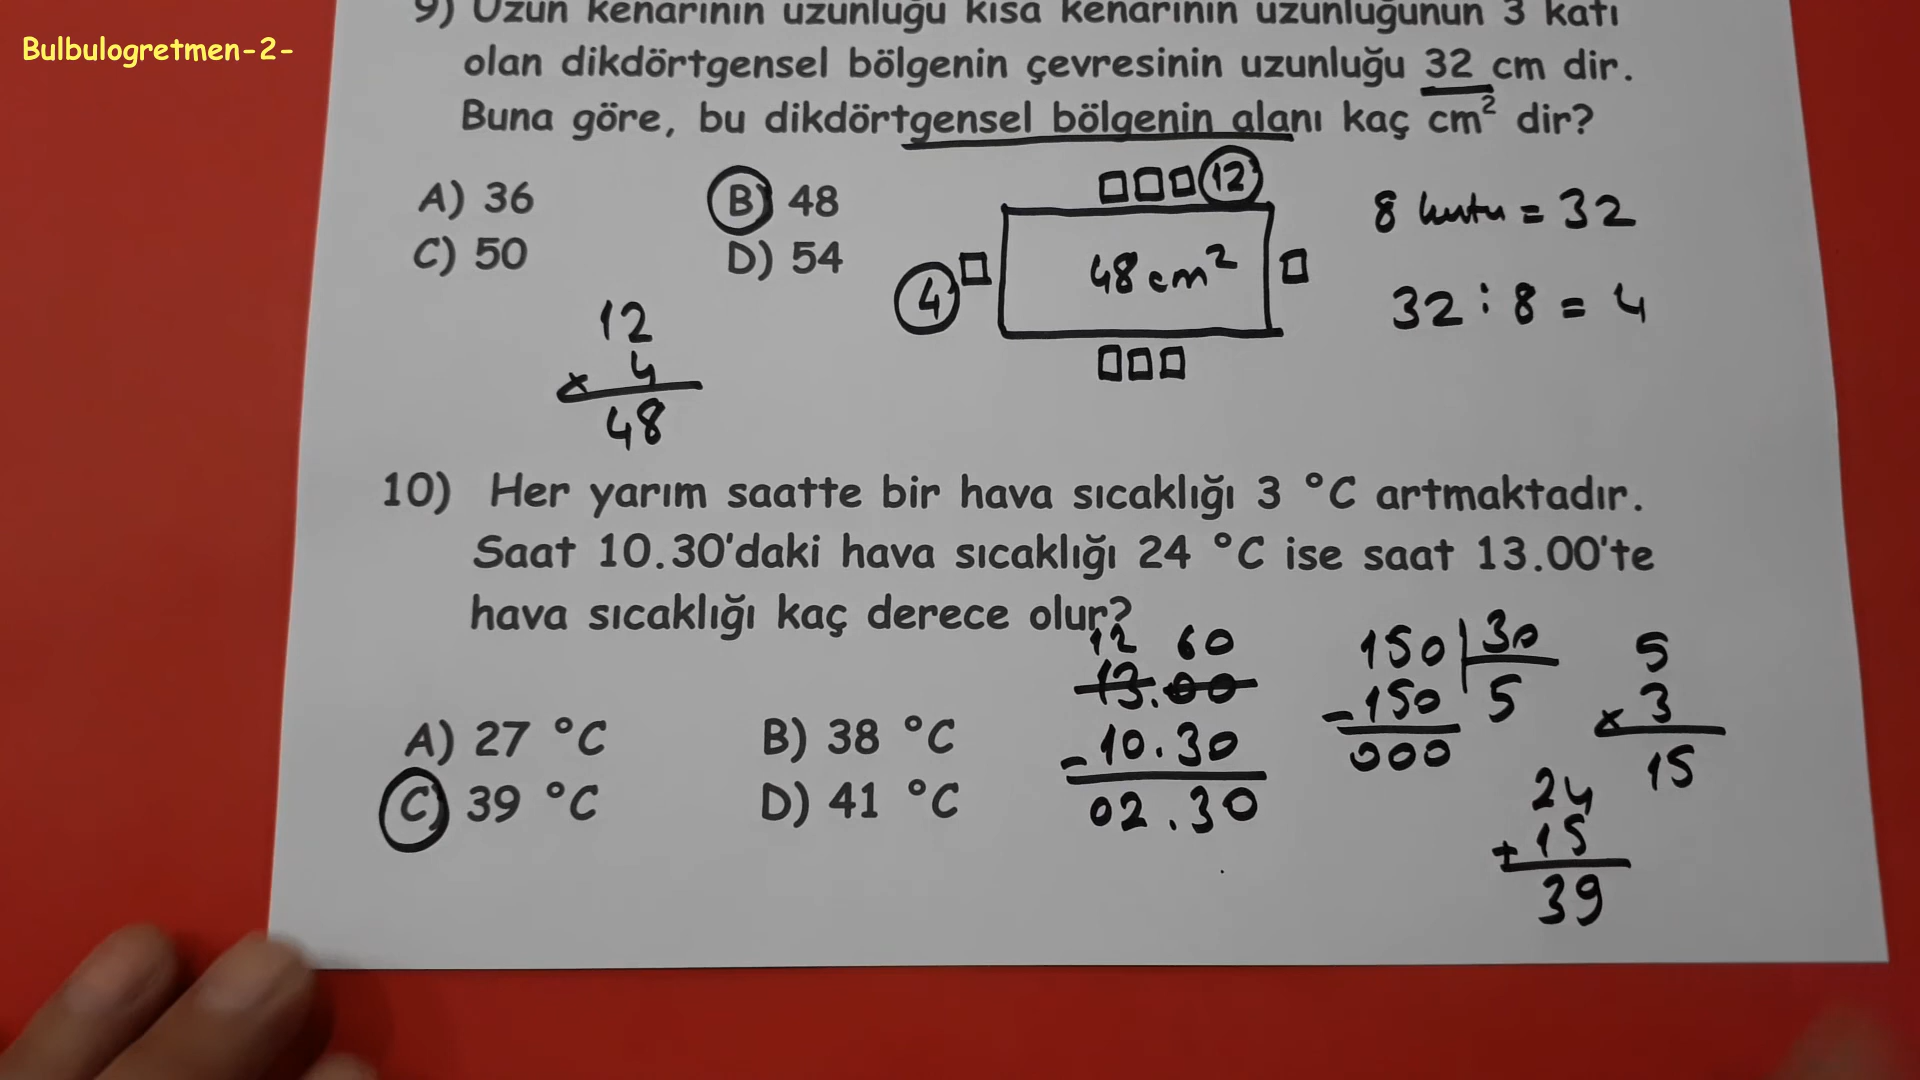 Bulbulogretmen-2-
9) Uzun kenarının uzunluğu kısa kenarının uzunluğunun 3 katı
olan dikdörtgensel bölgenin çevresinin uzunluğu 32 cm dir.
Buna göre, bu dikdörtgensel bölgenin alanı kaç cm² dir?
A) 36
B) 48
C) 50
D) 54
12
x 4
48
□□□ 12
4 □
48 cm²
□
□□□
8 kutu = 32
32 : 8 = 4
10) Her yarım saatte bir hava sıcaklığı 3 °C artmaktadır.
Saat 10.30'daki hava sıcaklığı 24 °C ise saat 13.00'te
hava sıcaklığı kaç derece olur?
A) 27 °C
B) 38 °C
C) 39 °C
D) 41 °C
12 60
13.00
- 10.30
02.30
150 | 30
- 150 5
000
5
x 3
15
24
+ 15
39